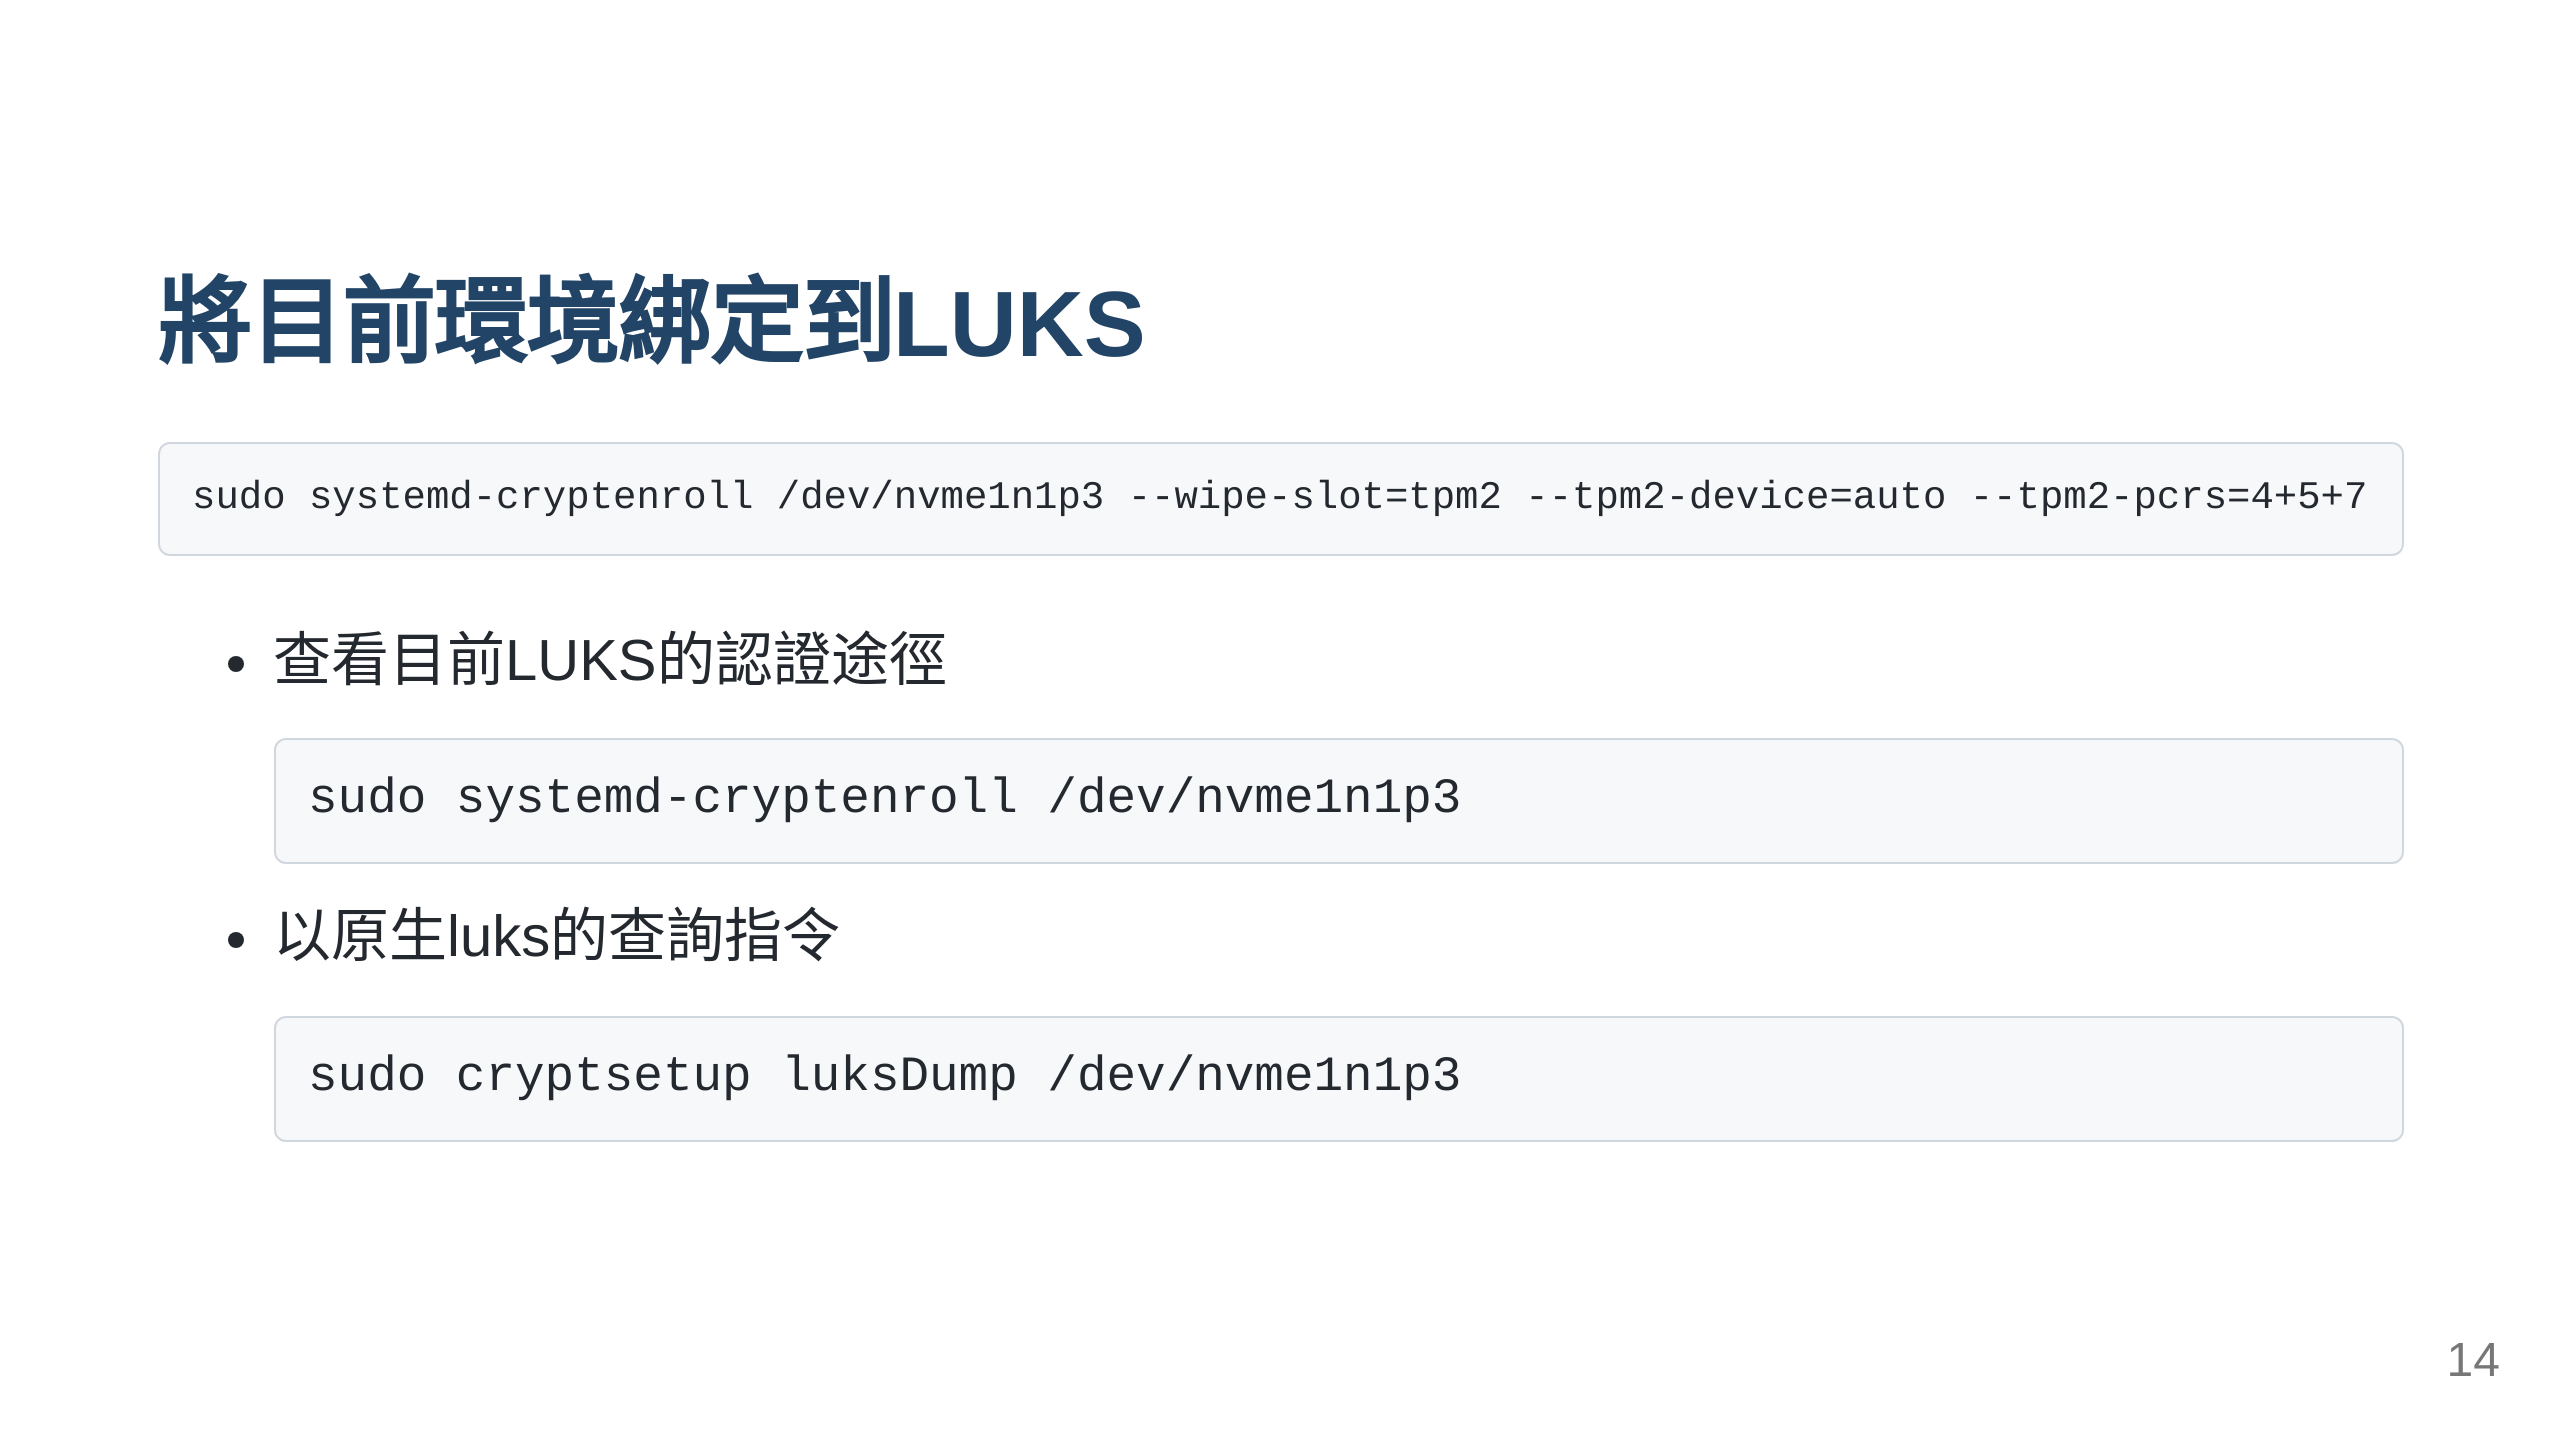 將目前環境綁定到LUKS
sudo systemd-cryptenroll /dev/nvme1n1p3 --wipe-slot=tpm2 --tpm2-device=auto --tpm2-pcrs=4+5+7
• 查看目前LUKS的認證途徑
sudo systemd-cryptenroll /dev/nvme1n1p3
• 以原生luks的查詢指令
sudo cryptsetup luksDump /dev/nvme1n1p3
14